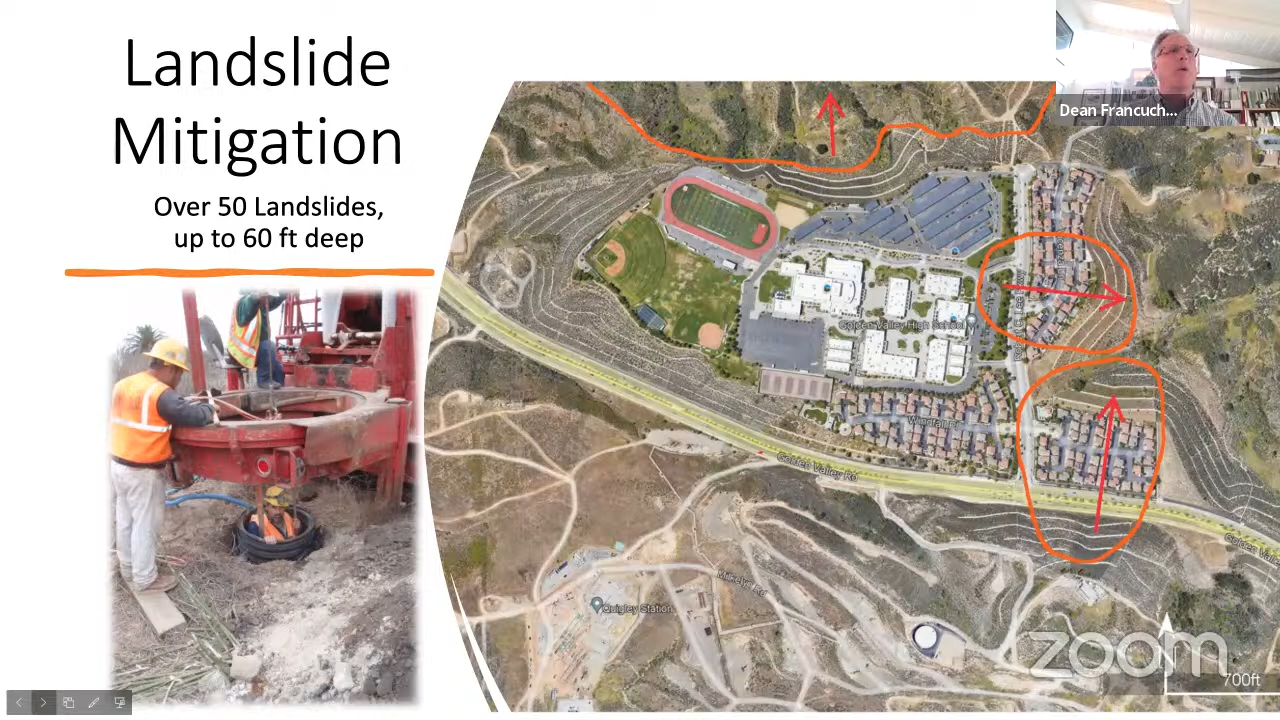 Landslide
Mitigation
Over 50 Landslides,
up to 60 ft deep
Dean Francuch...
Golden Valley High School
Golden Valley Rd
Quigley Station
zoom
700ft